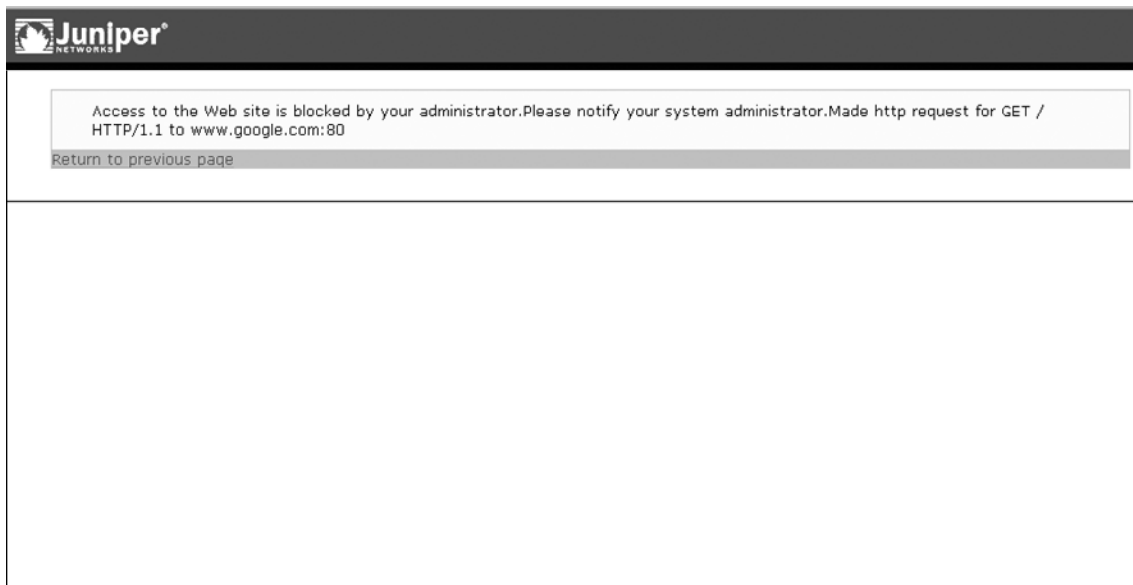 Juniper®
NETWORKS
Access to the Web site is blocked by your administrator.Please notify your system administrator.Made http request for GET /
HTTP/1.1 to www.google.com:80
Return to previous page